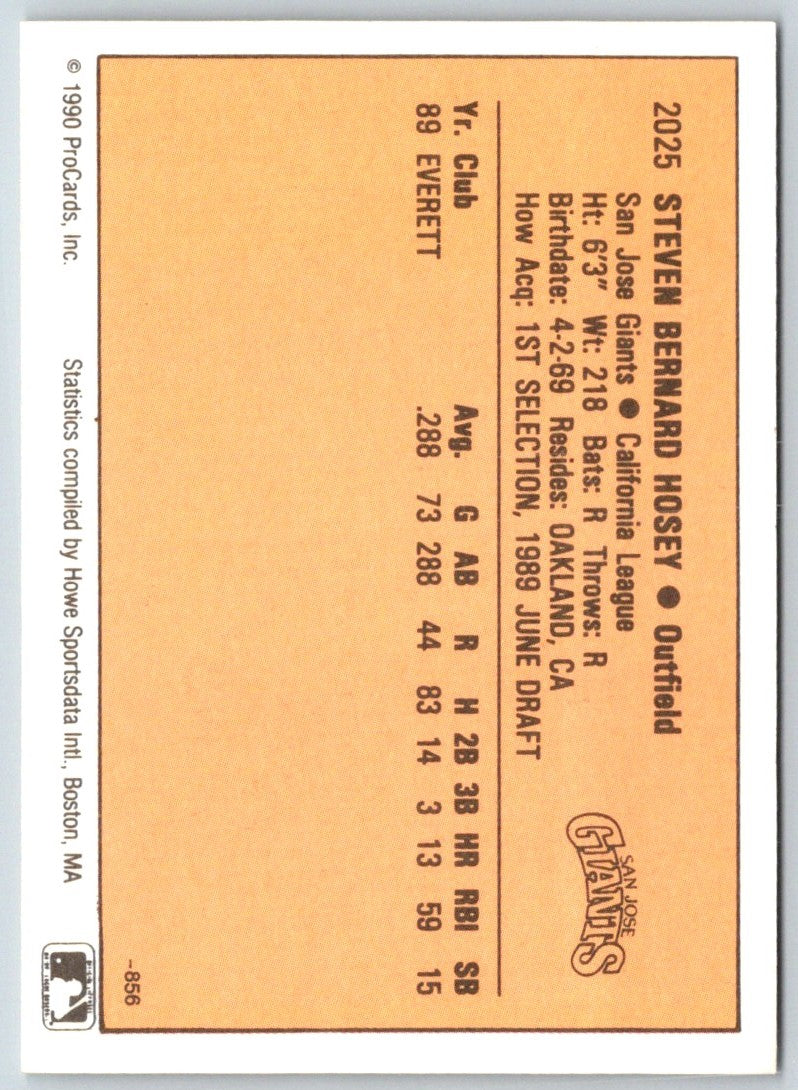 2025 STEVEN BERNARD HOSEY ● Outfield
San Jose Giants ● California League
Ht: 6'3" Wt: 218 Bats: R Throws: R
Birthdate: 4-2-69 Resides: OAKLAND, CA
How Acq: 1ST SELECTION, 1989 JUNE DRAFT
SAN JOSE
GIANTS
Yr. Club Avg. G AB R H 2B 3B HR RBI SB
89 EVERETT .288 73 288 44 83 14 3 13 59 15
-856
© 1990 ProCards, Inc. Statistics compiled by Howe Sportsdata Intl., Boston, MA